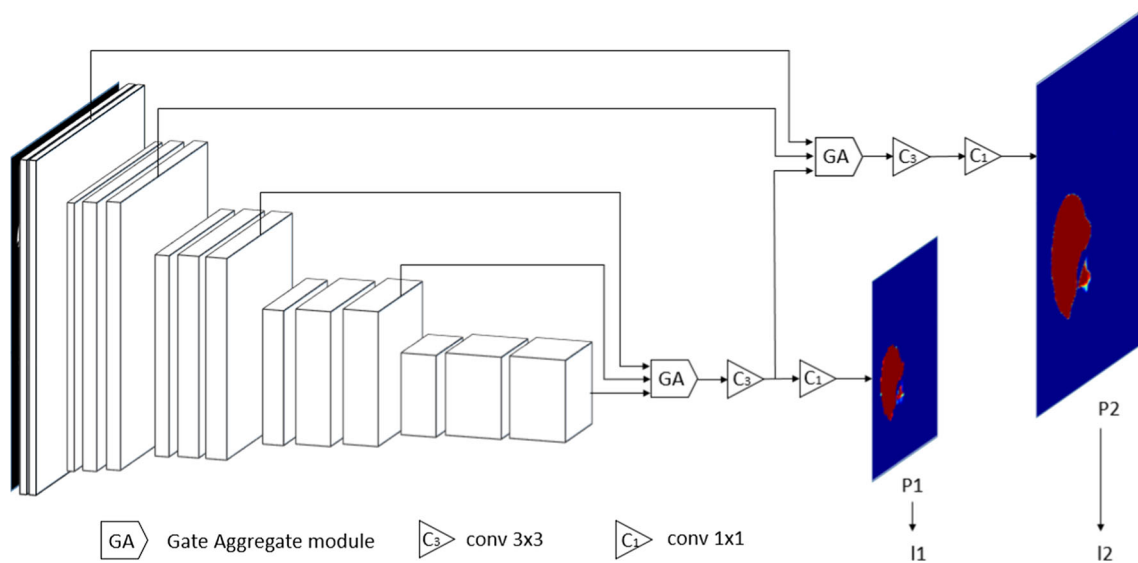 GA
C3
C1
GA
C3
C1
P2
P1
GA Gate Aggregate module
C3 conv 3x3
C1 conv 1x1
I1
I2